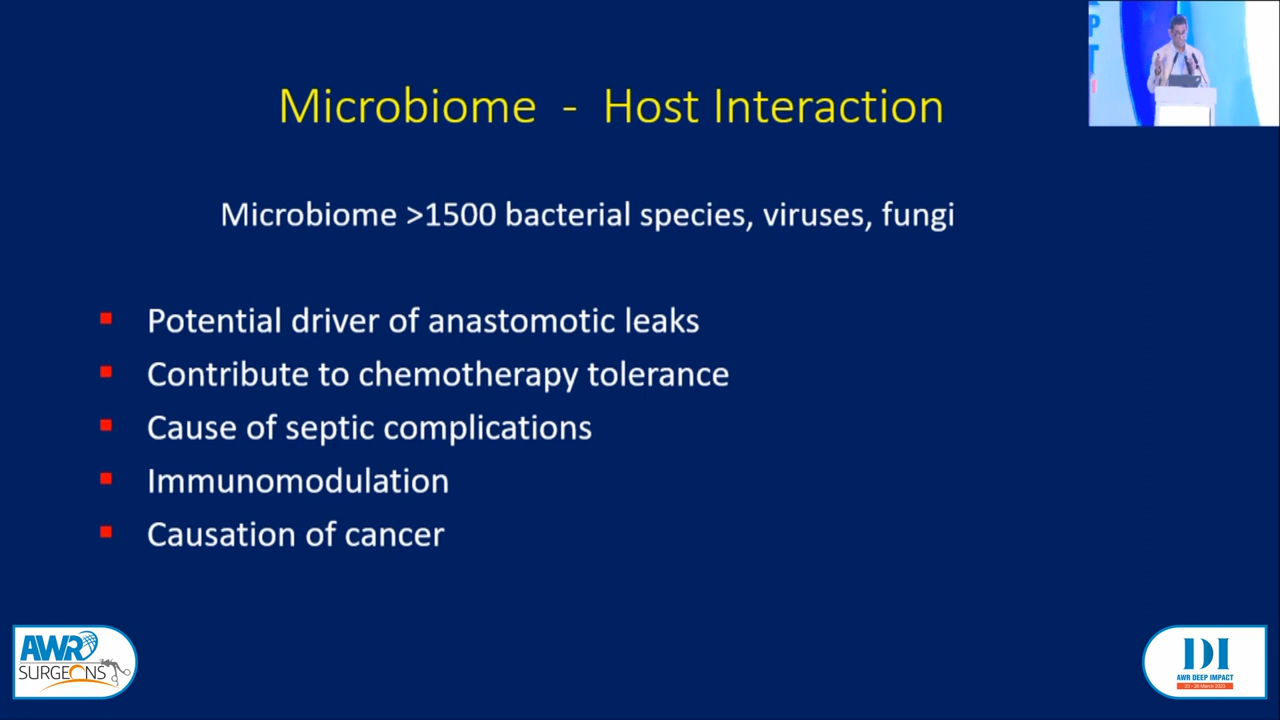 Microbiome - Host Interaction
Microbiome >1500 bacterial species, viruses, fungi
Potential driver of anastomotic leaks
Contribute to chemotherapy tolerance
Cause of septic complications
Immunomodulation
Causation of cancer
AWR
SURGEONS
DI
AWR DEEP IMPACT
P
T